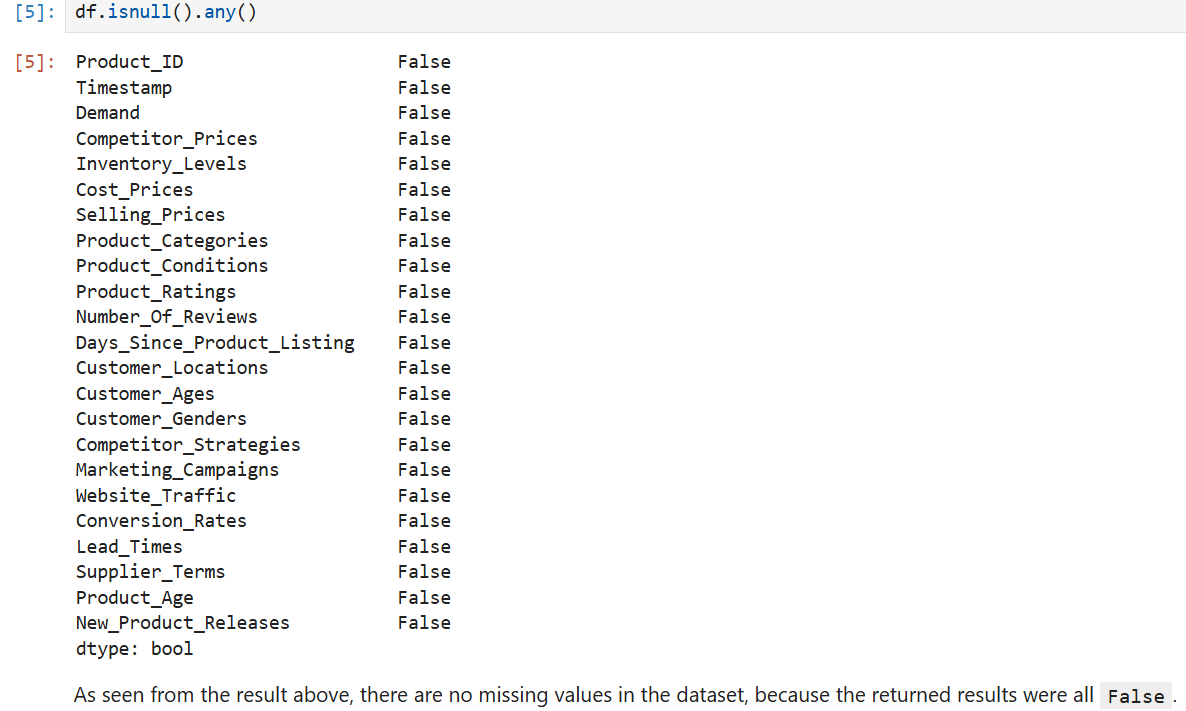 [5]: df.isnull().any()
[5]: Product_ID False
Timestamp False
Demand False
Competitor_Prices False
Inventory_Levels False
Cost_Prices False
Selling_Prices False
Product_Categories False
Product_Conditions False
Product_Ratings False
Number_Of_Reviews False
Days_Since_Product_Listing False
Customer_Locations False
Customer_Ages False
Customer_Genders False
Competitor_Strategies False
Marketing_Campaigns False
Website_Traffic False
Conversion_Rates False
Lead_Times False
Supplier_Terms False
Product_Age False
New_Product_Releases False
dtype: bool
As seen from the result above, there are no missing values in the dataset, because the returned results were all False.